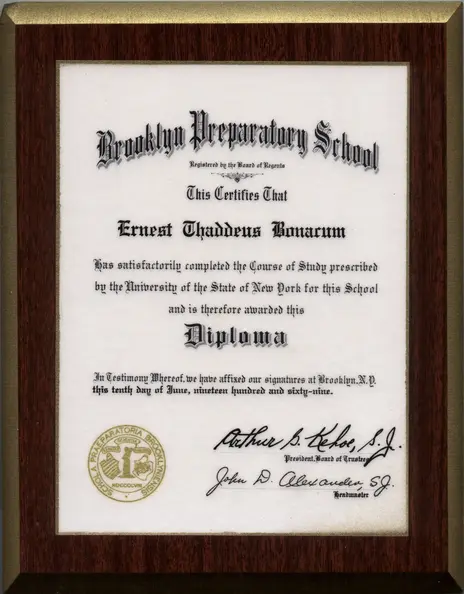 Brooklyn Preparatory School
Registered by the Board of Regents
This Certifies That
Ernest Thaddeus Bonacum
Has satisfactorily completed the Course of Study prescribed
by the University of the State of New York for this School
and is therefore awarded this
Diploma
In Testimony Whereof, we have affixed our signatures at Brooklyn, N.Y.
this tenth day of June, nineteen hundred and sixty-nine.
Arthur S. Kehoe, S.J.
President, Board of Trustees
John D. Alexander, SJ.
Headmaster